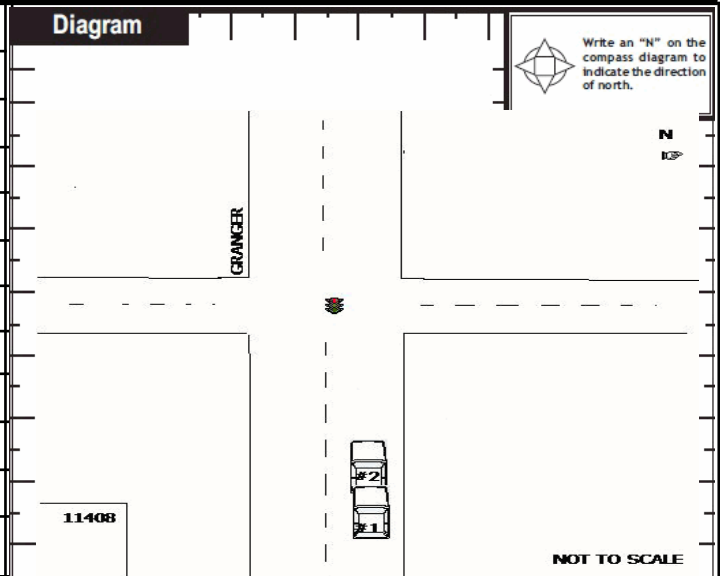 Diagram
Write an “N” on the
compass diagram to
indicate the direction
of north.
N
GRANGER
#2
#1
11408
NOT TO SCALE